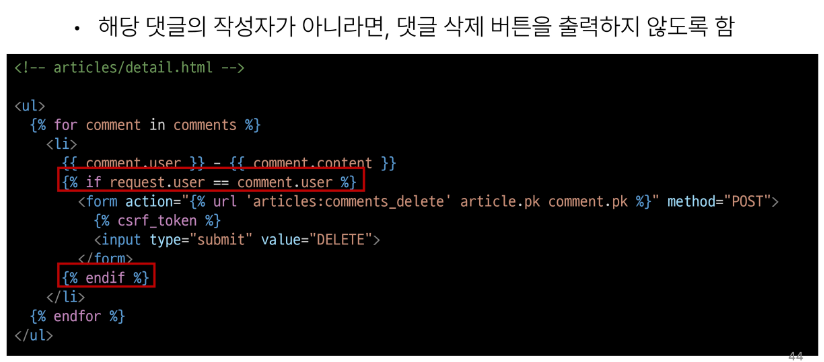 • 해당 댓글의 작성자가 아니라면, 댓글 삭제 버튼을 출력하지 않도록 함
<!-- articles/detail.html -->
<ul>
{% for comment in comments %}
<li>
{{ comment.user }} - {{ comment.content }}
{% if request.user == comment.user %}
<form action="{% url 'articles:comments_delete' article.pk comment.pk %}" method="POST">
{% csrf_token %}
<input type="submit" value="DELETE">
</form>
{% endif %}
</li>
{% endfor %}
</ul>